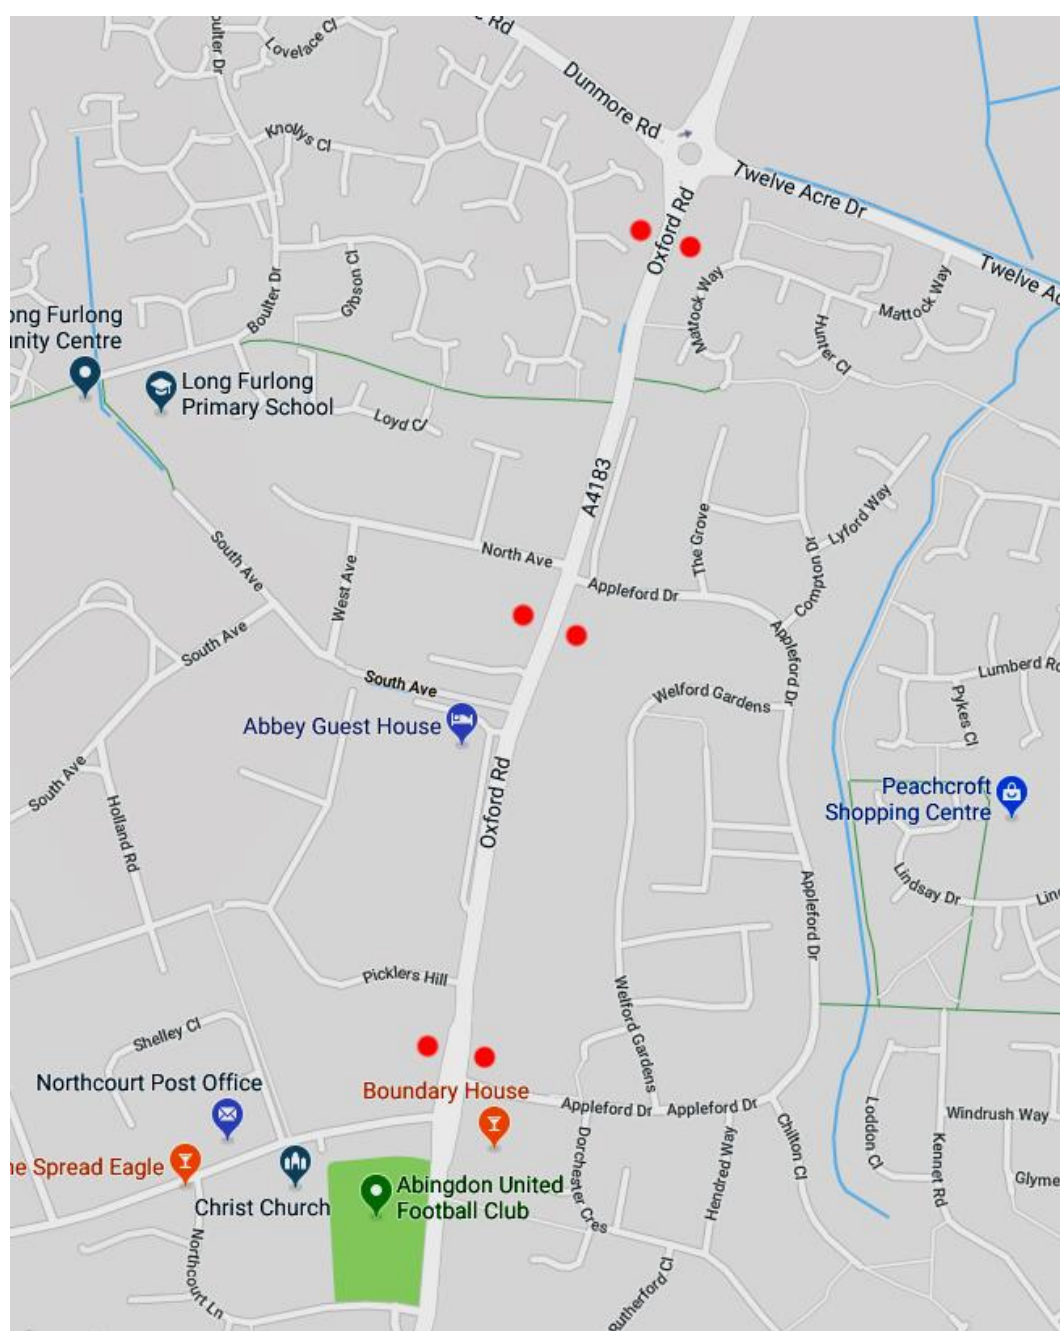 Rd
oulter Dr
Lovelace Cl
Dunmore Rd
Knollys Cl
Twelve Acre Dr
Oxford Rd
Twelve Ac
Gibson Cl
Boulter Dr
Mattock Way
Mattock Way
Hunter Cl
ong Furlong
unity Centre
Long Furlong
Primary School
Loyd Cl
A4183
The Grove
Lyford Way
South Ave
North Ave
West Ave
Appleford Dr
Compton Dr
South Ave
Appleford Dr
Lumberd Rd
South Ave
Welford Gardens
Pykes Cl
Abbey Guest House
South Ave
Oxford Rd
Holland Rd
Peachcroft
Shopping Centre
Lindsay Dr
Lin
Appleford Dr
Picklers Hill
Welford Gardens
Shelley Cl
Northcourt Post Office
Boundary House
Appleford Dr
Appleford Dr
Loddon Cl
Windrush Way
Chilton Cl
Kennet Rd
Dorchester Cres
Hendred Way
he Spread Eagle
Christ Church
Abingdon United
Football Club
Glyme
Northcourt Ln
Rutherford Cl